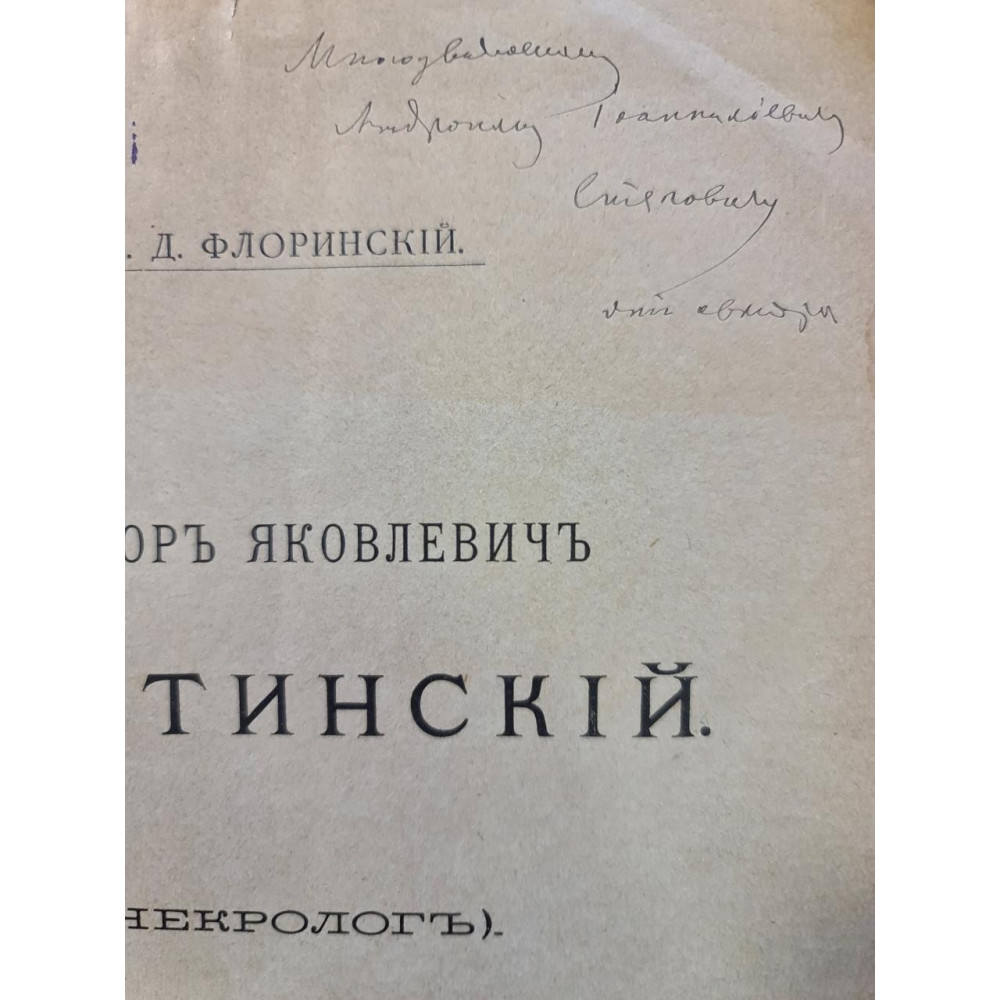 Многоуважаемому
Андронику Іоанникіевичу
Степовичу
отъ автора
і
. Д. ФЛОРИНСКІЙ.
ОРЪ ЯКОВЛЕВИЧЪ
ТИНСКІЙ.
НЕКРОЛОГЪ).